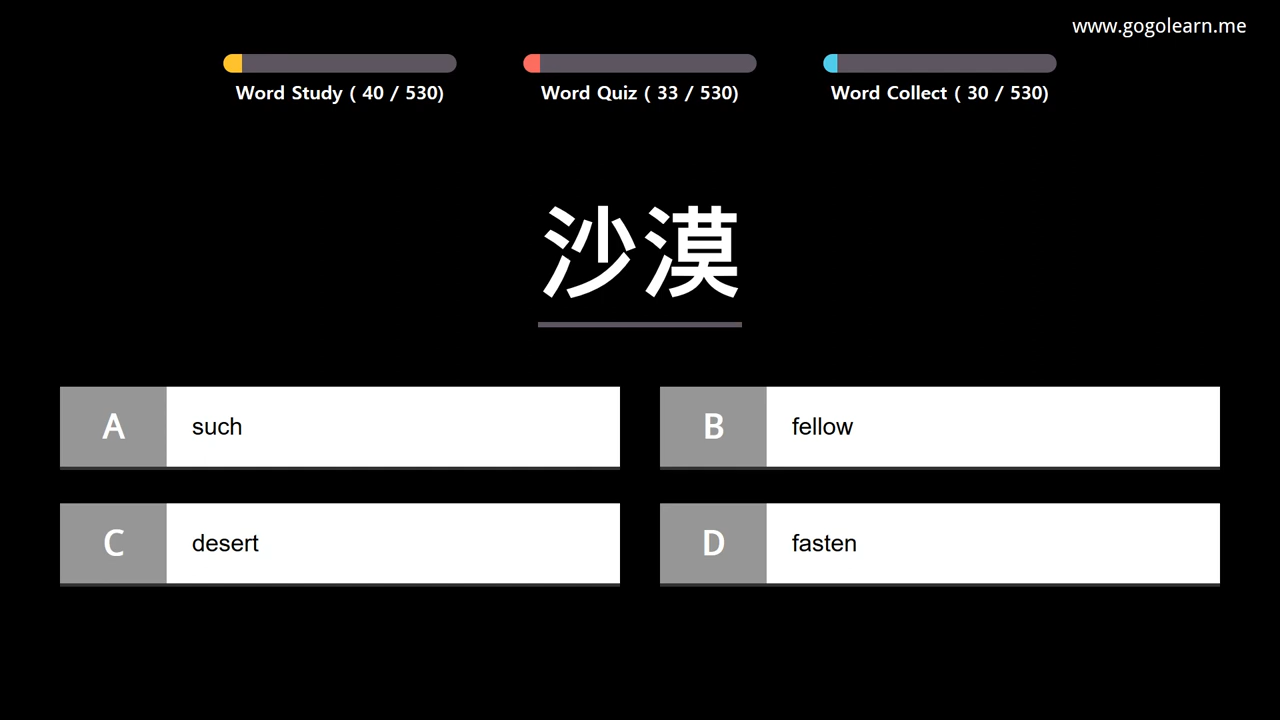 www.gogolearn.me
Word Study ( 40 / 530)
Word Quiz ( 33 / 530)
Word Collect ( 30 / 530)
沙漠
A such
B fellow
C desert
D fasten